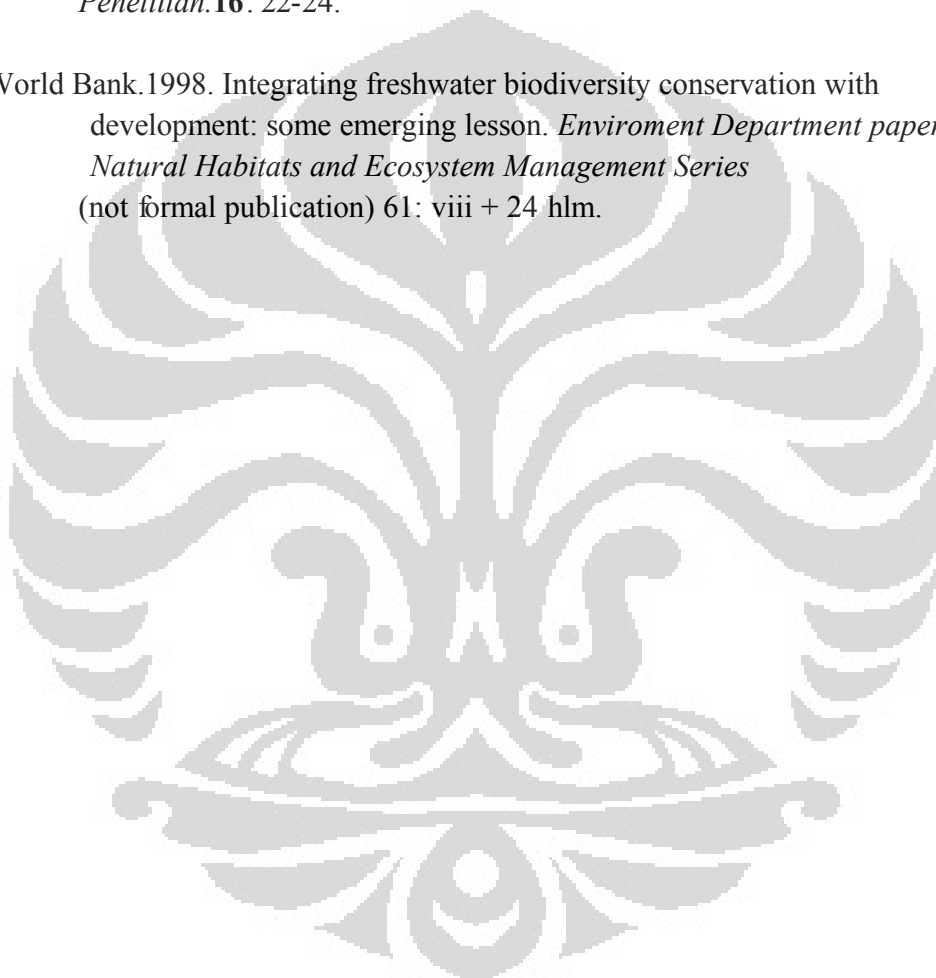 Penelitian.16: 22-24.
World Bank.1998. Integrating freshwater biodiversity conservation with
development: some emerging lesson. Enviroment Department paper
Natural Habitats and Ecosystem Management Series
(not formal publication) 61: viii + 24 hlm.